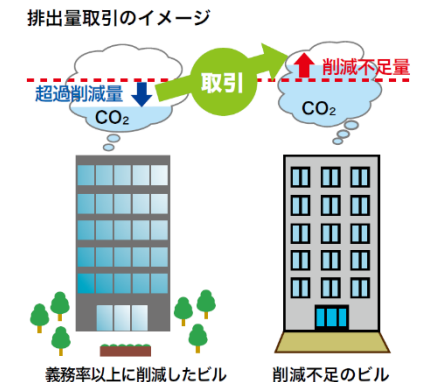 排出量取引のイメージ
取引
削減不足量
超過削減量
CO₂
CO₂
義務率以上に削減したビル
削減不足のビル